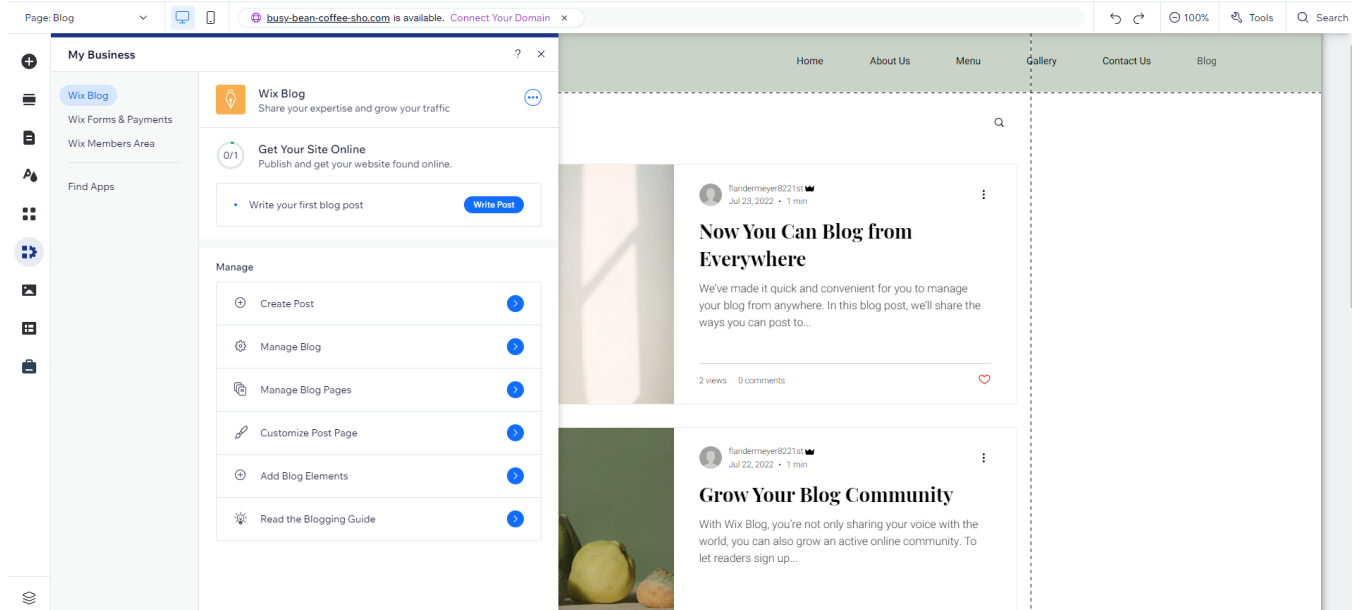 Page: Blog
busy-bean-coffee-sho.com is available. Connect Your Domain
100%
Tools
Search
My Business
?
Wix Blog
Wix Forms & Payments
Wix Members Area
Find Apps
Wix Blog
Share your expertise and grow your traffic
0/1
Get Your Site Online
Publish and get your website found online.
Write your first blog post
Write Post
Manage
Create Post
Manage Blog
Manage Blog Pages
Customize Post Page
Add Blog Elements
Read the Blogging Guide
Home
About Us
Menu
Gallery
Contact Us
Blog
flandermeyer8221st
Jul 23, 2022 • 1 min
Now You Can Blog from
Everywhere
We've made it quick and convenient for you to manage
your blog from anywhere. In this blog post, we'll share the
ways you can post to...
2 views 0 comments
flandermeyer8221st
Jul 22, 2022 • 1 min
Grow Your Blog Community
With Wix Blog, you're not only sharing your voice with the
world, you can also grow an active online community. To
let readers sign up...